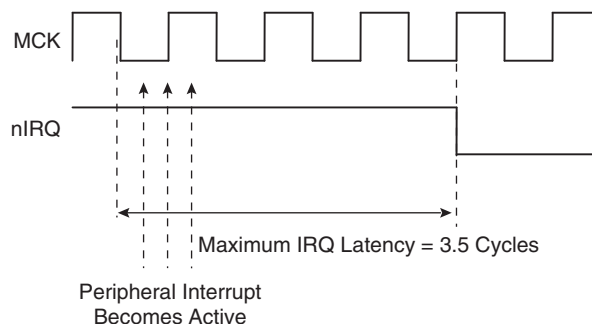 MCK
nIRQ
Maximum IRQ Latency = 3.5 Cycles
Peripheral Interrupt
Becomes Active